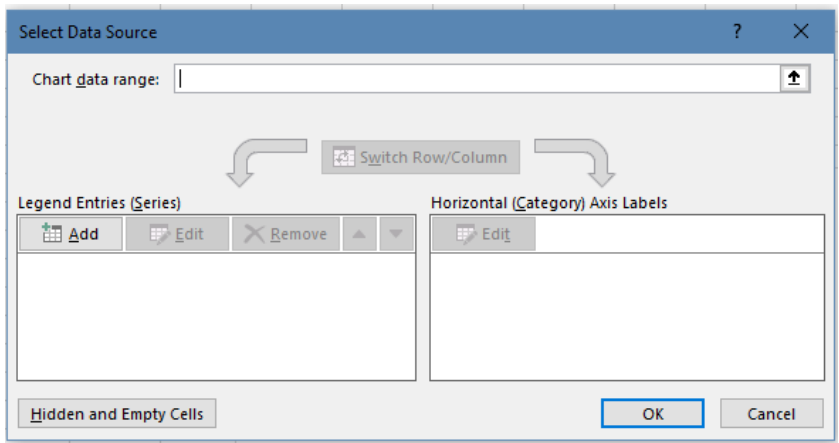 Select Data Source ?
Chart data range:
Switch Row/Column
Legend Entries (Series)
Horizontal (Category) Axis Labels
Add Edit Remove
Edit
Hidden and Empty Cells
OK Cancel